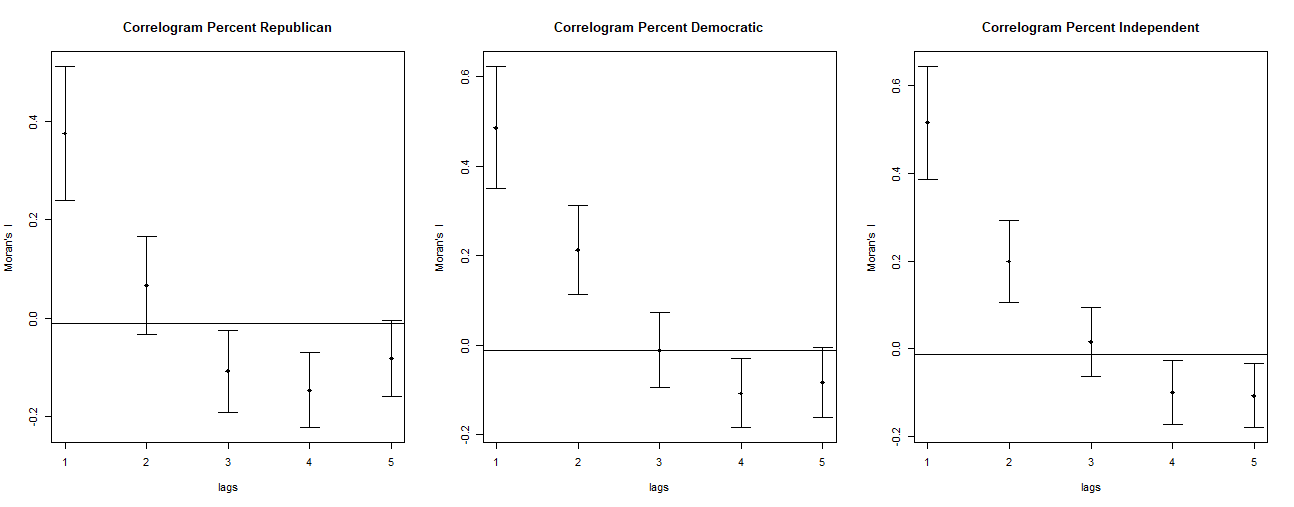 Correlogram Percent Republican
Moran's I
0.4
0.2
0.0
-0.2
1 2 3 4 5
lags
Correlogram Percent Democratic
Moran's I
0.6
0.4
0.2
0.0
-0.2
1 2 3 4 5
lags
Correlogram Percent Independent
Moran's I
0.6
0.4
0.2
0.0
-0.2
1 2 3 4 5
lags